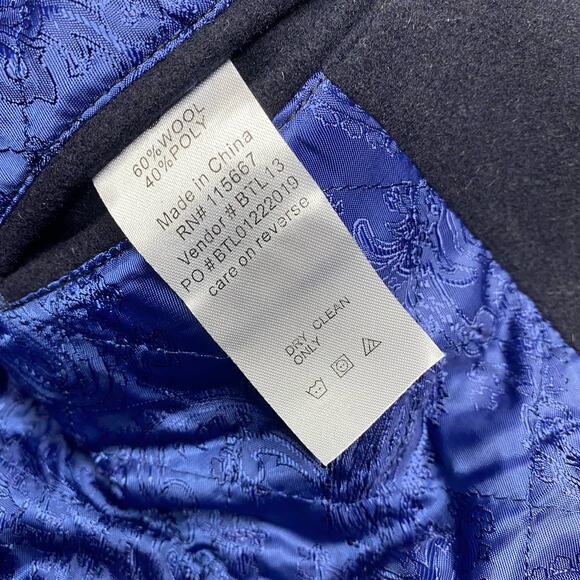 60%WOOL
40%POLY
Made in China
RN# 115667
Vendor # BTL13
PO # BTL01222019
care on reverse
DRY CLEAN
ONLY